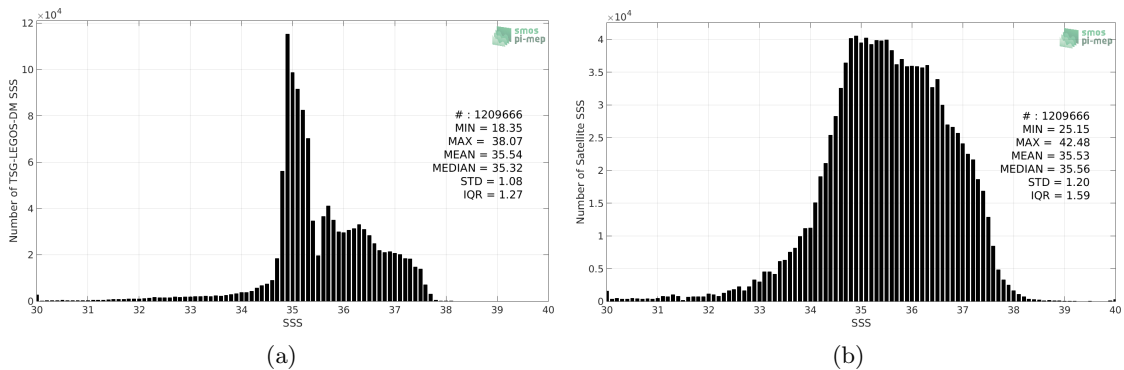 ×10⁴
12
10
8
6
4
2
0
Number of TSG-LEGOS-DM SSS
smos
pi-mep
# : 1209666
MIN = 18.35
MAX = 38.07
MEAN = 35.54
MEDIAN = 35.32
STD = 1.08
IQR = 1.27
30 31 32 33 34 35 36 37 38 39 40
SSS
(a)
×10⁴
4
3.5
3
2.5
2
1.5
1
0.5
0
Number of Satellite SSS
smos
pi-mep
# : 1209666
MIN = 25.15
MAX = 42.48
MEAN = 35.53
MEDIAN = 35.56
STD = 1.20
IQR = 1.59
30 31 32 33 34 35 36 37 38 39 40
SSS
(b)